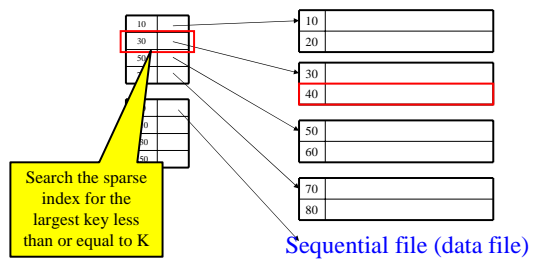 10
30
50
10
20
30
40
50
60
70
80
Search the sparse
index for the
largest key less
than or equal to K
Sequential file (data file)